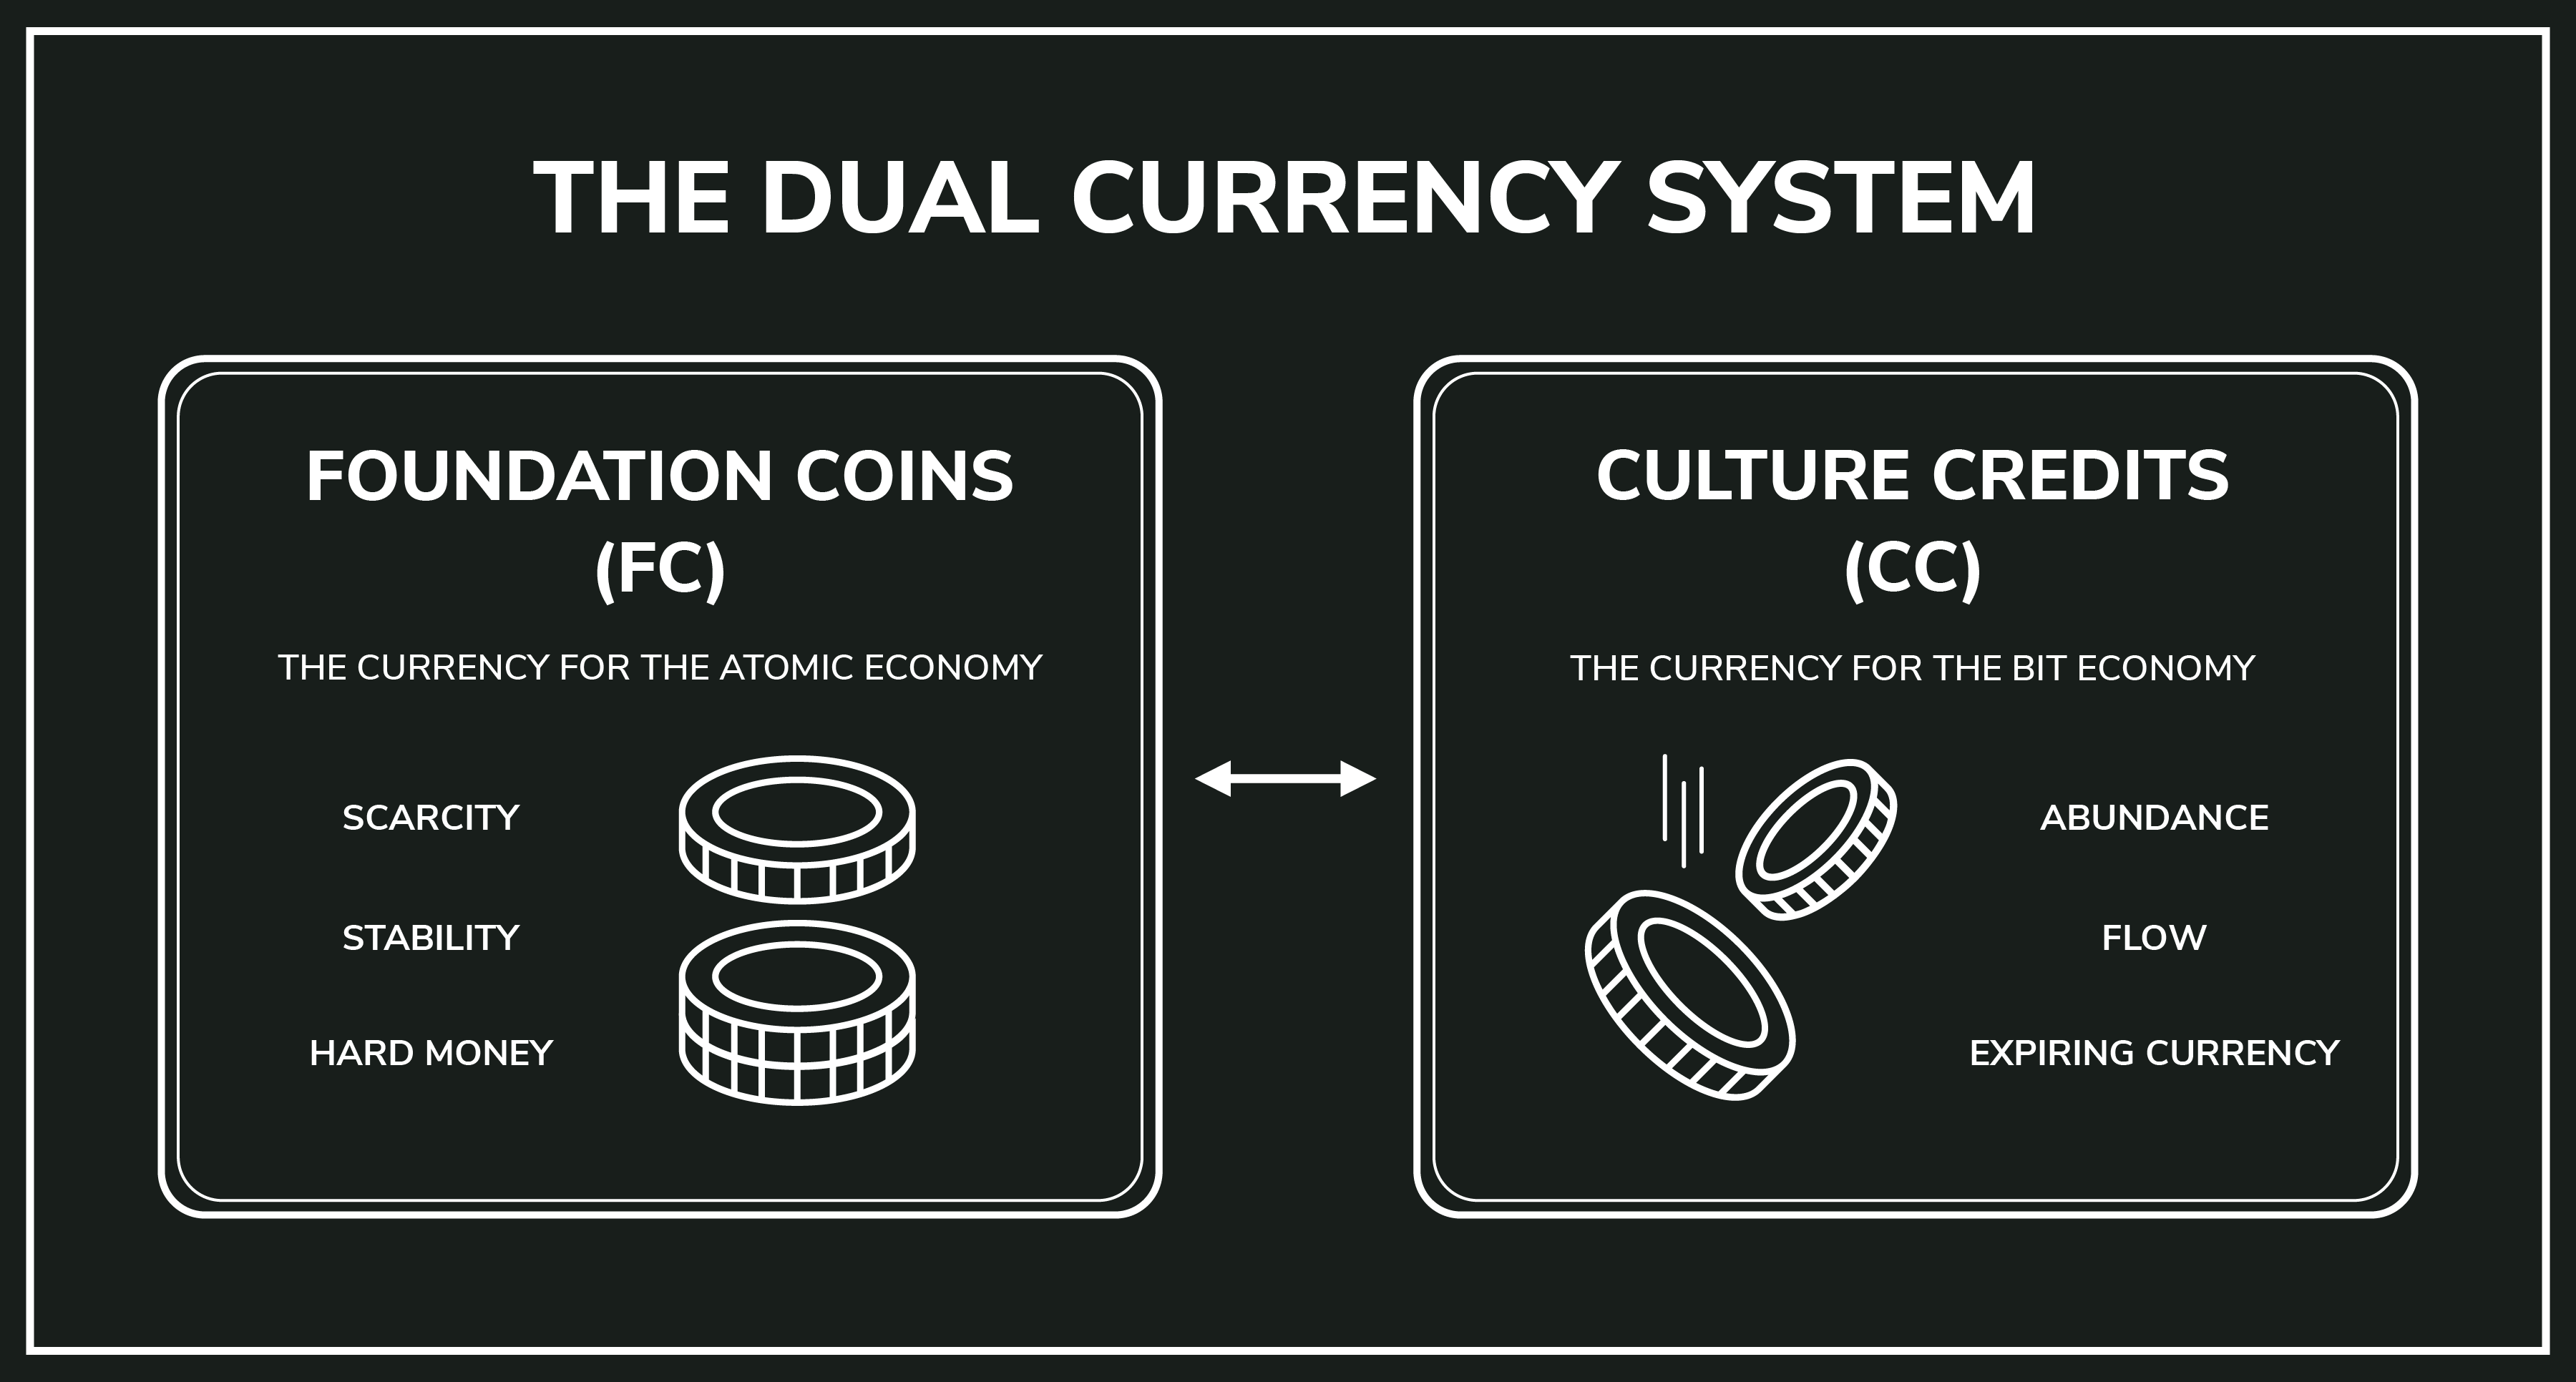 THE DUAL CURRENCY SYSTEM
FOUNDATION COINS
(FC)
THE CURRENCY FOR THE ATOMIC ECONOMY
SCARCITY
STABILITY
HARD MONEY
CULTURE CREDITS
(CC)
THE CURRENCY FOR THE BIT ECONOMY
ABUNDANCE
FLOW
EXPIRING CURRENCY